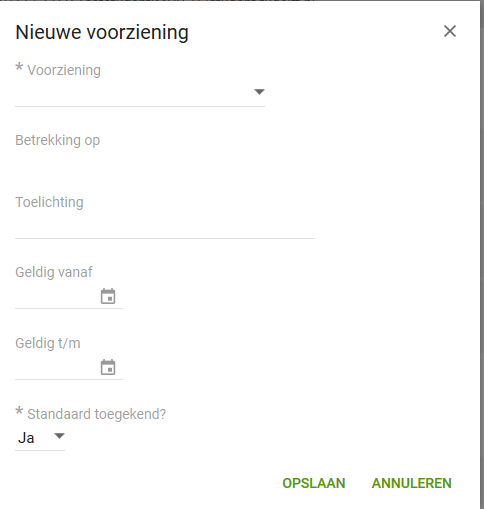 Nieuwe voorziening
* Voorziening
Betrekking op
Toelichting
Geldig vanaf
Geldig t/m
* Standaard toegekend?
Ja
OPSLAAN ANNULEREN